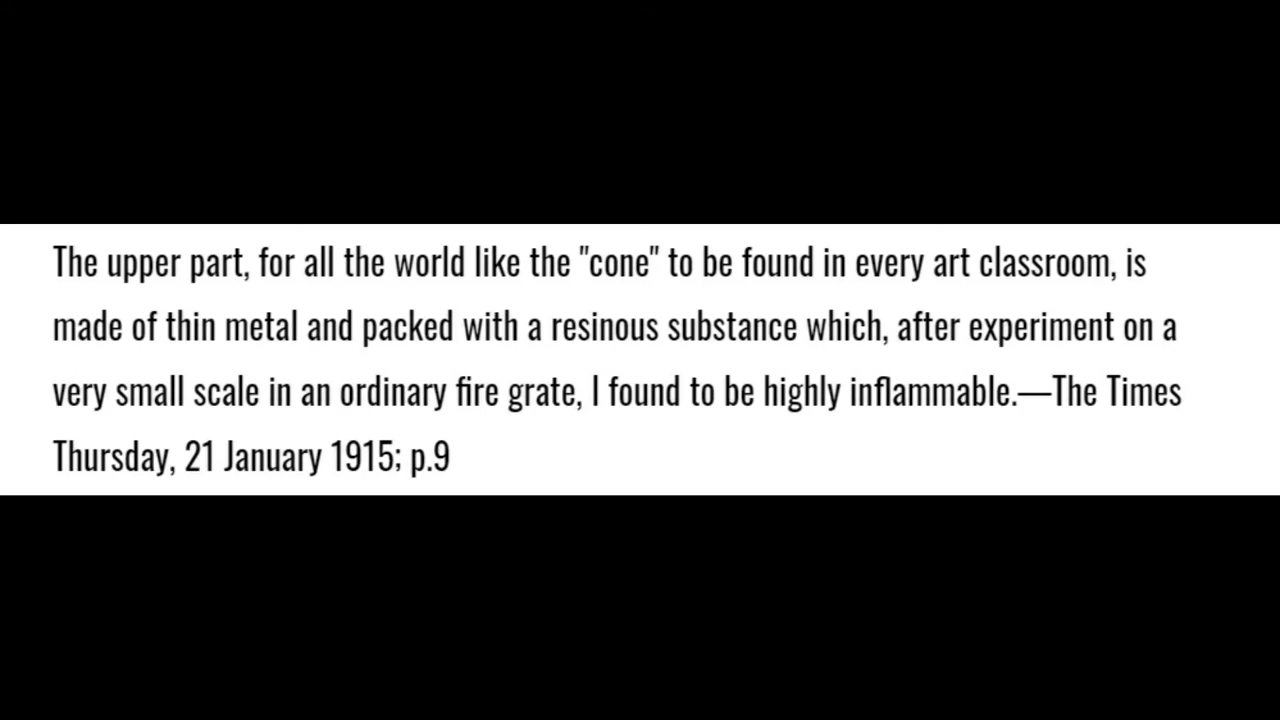 The upper part, for all the world like the "cone" to be found in every art classroom, is
made of thin metal and packed with a resinous substance which, after experiment on a
very small scale in an ordinary fire grate, I found to be highly inflammable.—The Times
Thursday, 21 January 1915; p.9